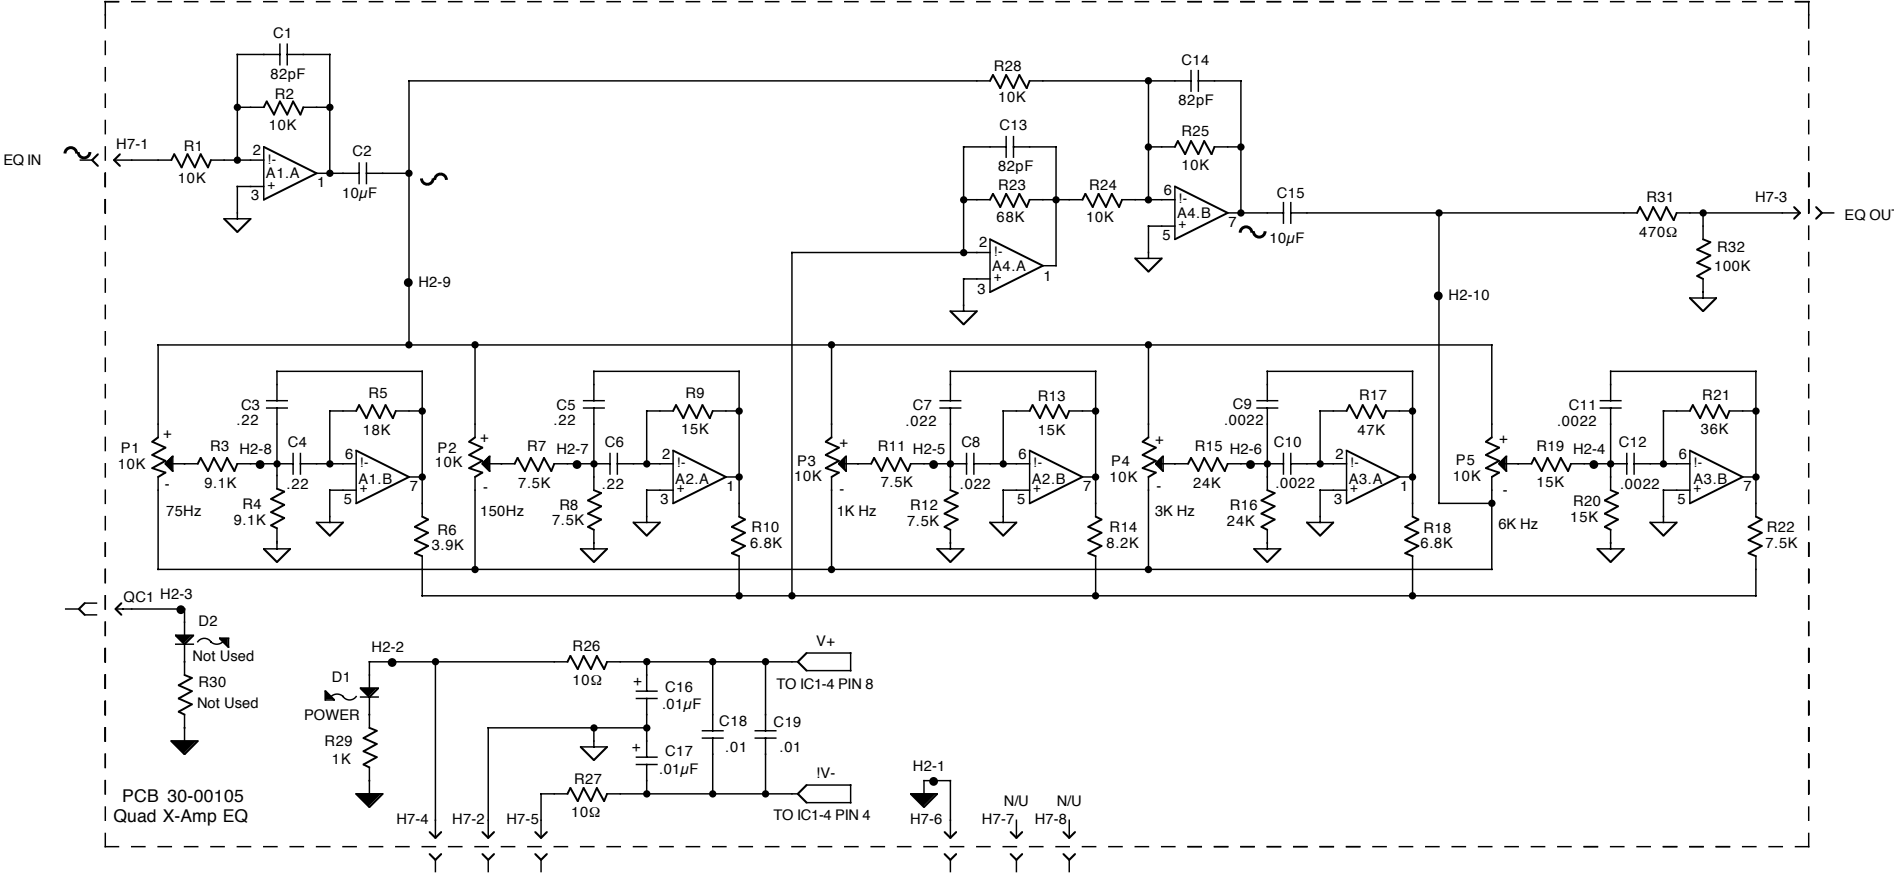 C1
82pF
R2
10K
EQ IN
H7-1
R1
10K
2
!-
A1.A
+
3
1
C2
10µF
H2-9
R28
10K
C14
82pF
R25
10K
C13
82pF
R23
68K
2
!-
A4.A
+
3
1
R24
10K
6
!-
A4.B
+
5
7
C15
10µF
H2-10
R31
470Ω
H7-3
EQ OUT
R32
100K
P1
10K
+
-
75Hz
R3
9.1K
H2-8
C3
.22
C4
.22
R4
9.1K
R5
18K
6
!-
A1.B
+
5
7
R6
3.9K
P2
10K
+
-
150Hz
R7
7.5K
H2-7
C5
.22
C6
.22
R8
7.5K
R9
15K
2
!-
A2.A
+
3
1
R10
6.8K
P3
10K
+
-
1K Hz
R11
7.5K
H2-5
C7
.022
C8
.022
R12
7.5K
R13
15K
6
!-
A2.B
+
5
7
R14
8.2K
P4
10K
+
-
3K Hz
R15
24K
H2-6
C9
.0022
C10
.0022
R16
24K
R17
47K
2
!-
A3.A
+
3
1
R18
6.8K
P5
10K
+
-
6K Hz
R19
15K
H2-4
C11
.0022
C12
.0022
R20
15K
R21
36K
6
!-
A3.B
+
5
7
R22
7.5K
QC1
H2-3
D2
Not Used
R30
Not Used
H2-2
D1
POWER
R29
1K
R26
10Ω
V+
TO IC1-4 PIN 8
+
C16
.01µF
C18
.01
C19
.01
+
C17
.01µF
R27
10Ω
!V-
TO IC1-4 PIN 4
H2-1
PCB 30-00105
Quad X-Amp EQ
H7-4
H7-2
H7-5
H7-6
N/U
H7-7
N/U
H7-8